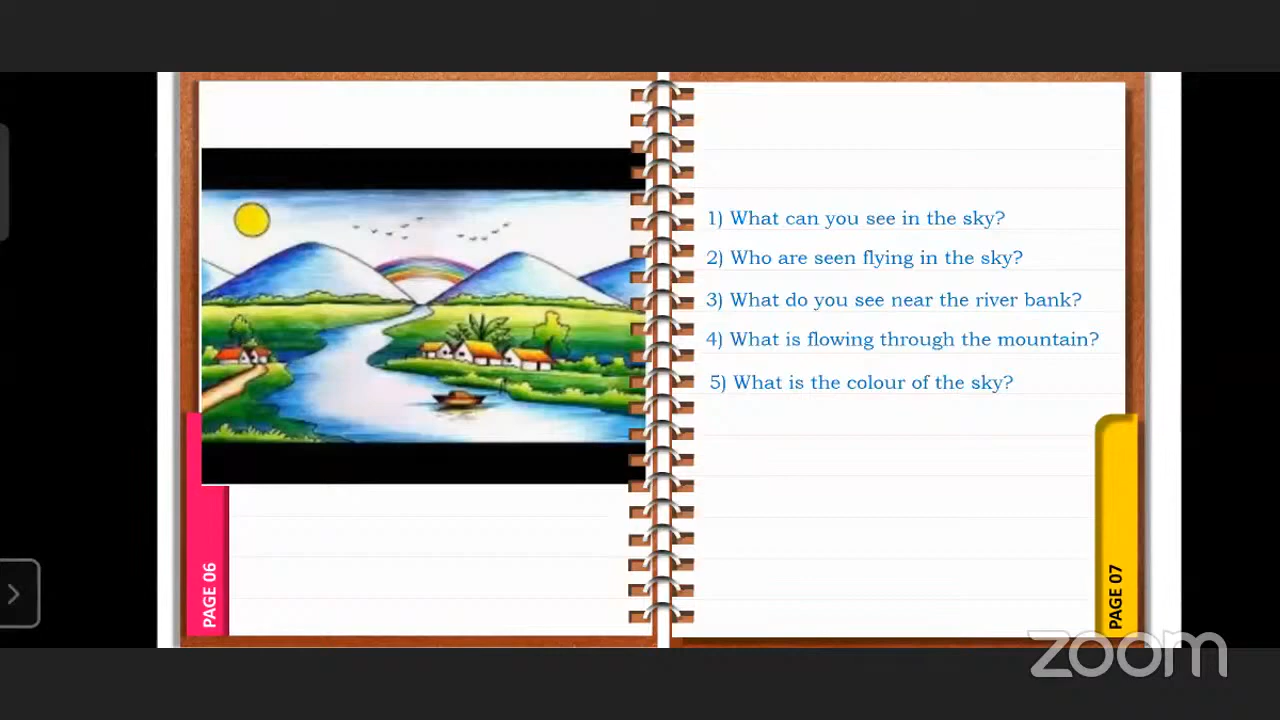 1) What can you see in the sky?
2) Who are seen flying in the sky?
3) What do you see near the river bank?
4) What is flowing through the mountain?
5) What is the colour of the sky?
PAGE 06
PAGE 07
zoom